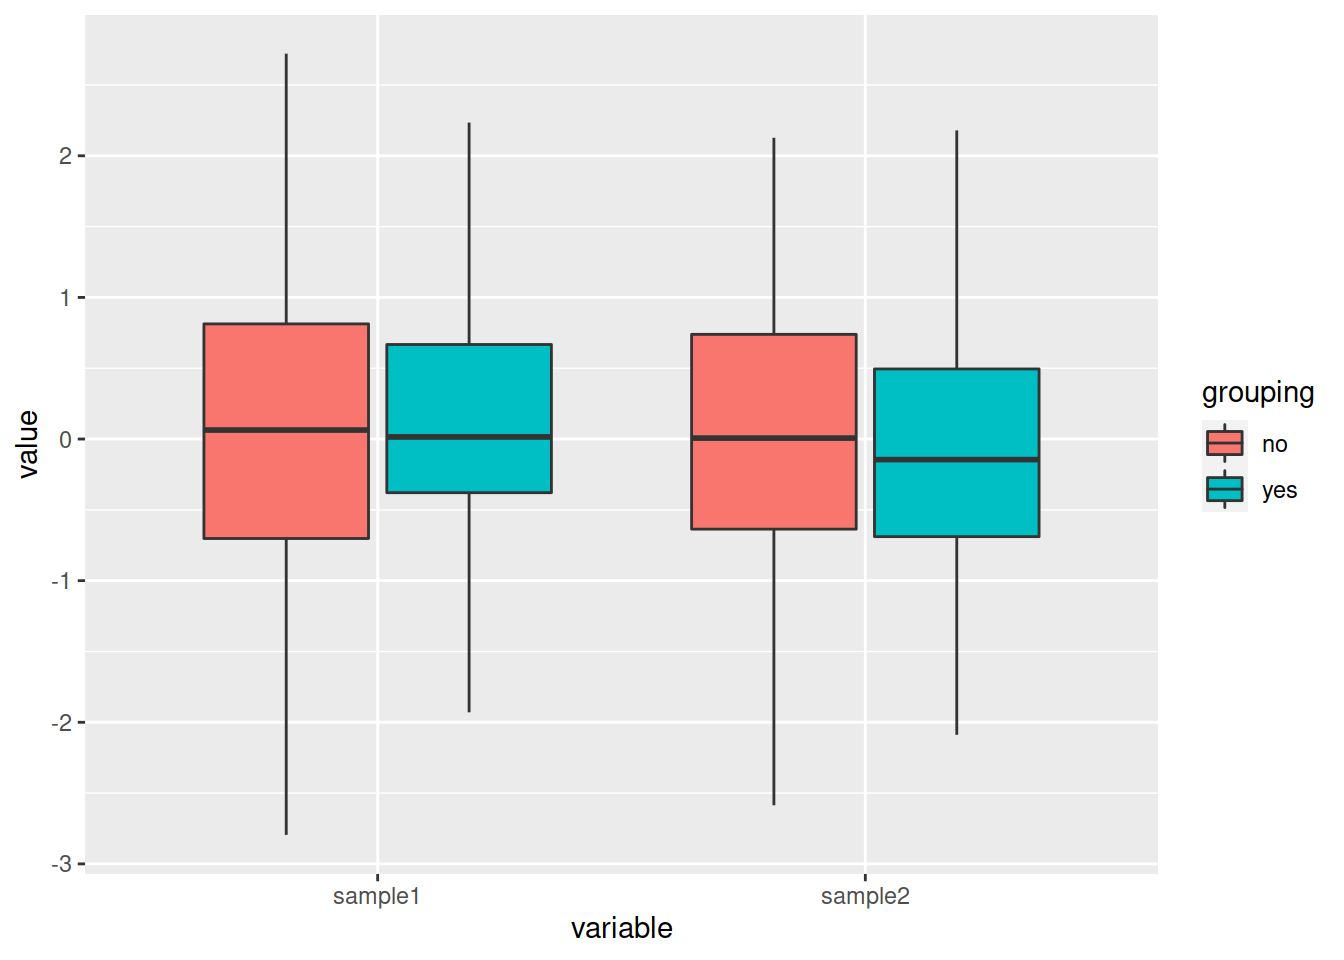 value
2
1
0
-1
-2
-3
sample1 sample2
variable
grouping
no
yes